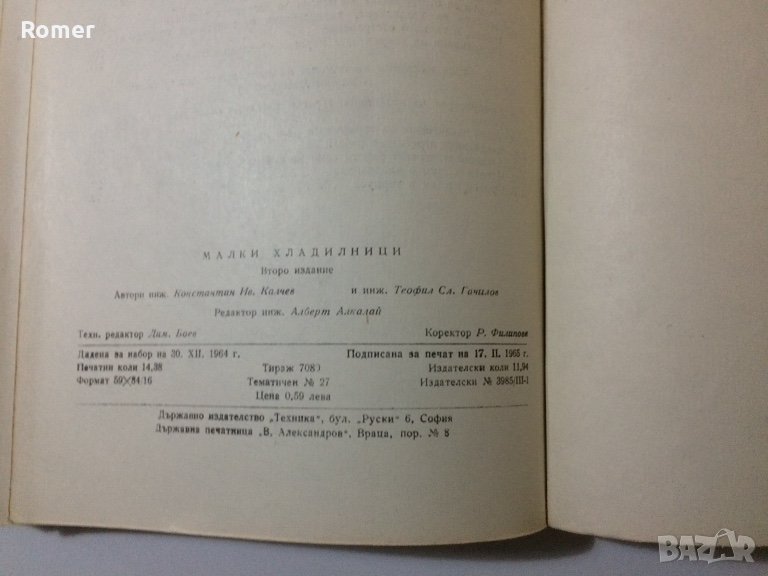 Romer
МАЛКИ ХЛАДИЛНИЦИ
Второ издание
Автори инж. Константин Ив. Калчев и инж. Теофил Сл. Гачилов
Редактор инж. Алберт Алкалай
Техн. редактор Дим. Боев Коректор Р. Филипова
Дадена за набор на 30. XII. 1964 г. Подписана за печат на 17. II. 1965 г.
Печатни коли 14,38 Тираж 7080 Издателски коли 11,94
Формат 59×84/16 Тематичен № 27 Издателски № 3985/III-1
Цена 0,59 лева
Държавно издателство „Техника“, бул. „Руски“ 6, София
Държавна печатница „В. Александров“, Враца, пор. № 8
BAZAR